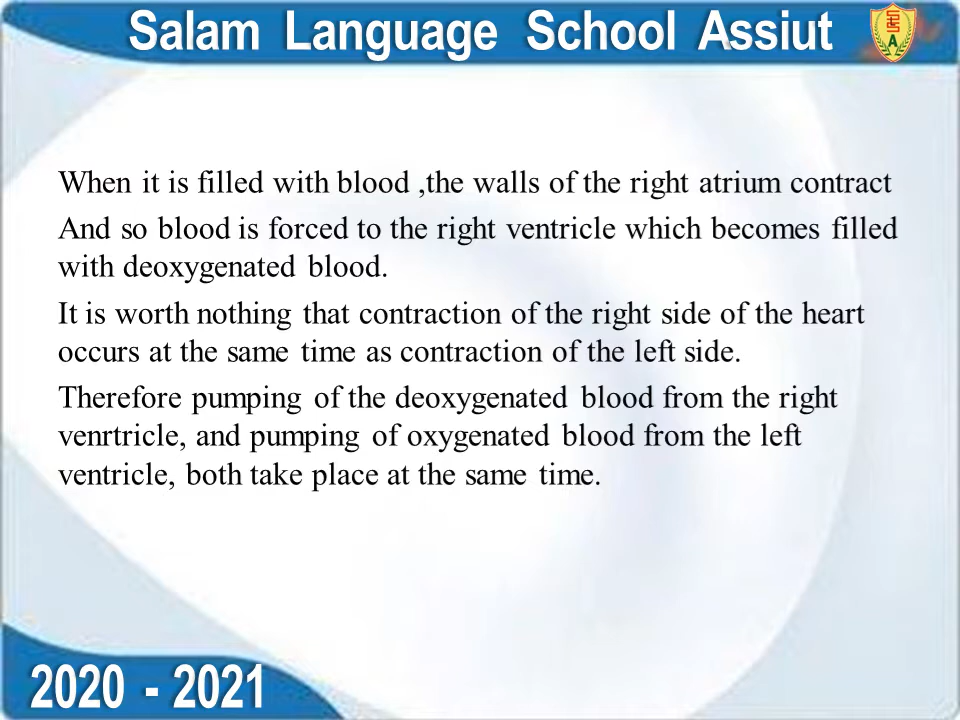 Salam Language School Assiut
When it is filled with blood ,the walls of the right atrium contract
And so blood is forced to the right ventricle which becomes filled
with deoxygenated blood.
It is worth nothing that contraction of the right side of the heart
occurs at the same time as contraction of the left side.
Therefore pumping of the deoxygenated blood from the right
venrtricle, and pumping of oxygenated blood from the left
ventricle, both take place at the same time.
2020 - 2021